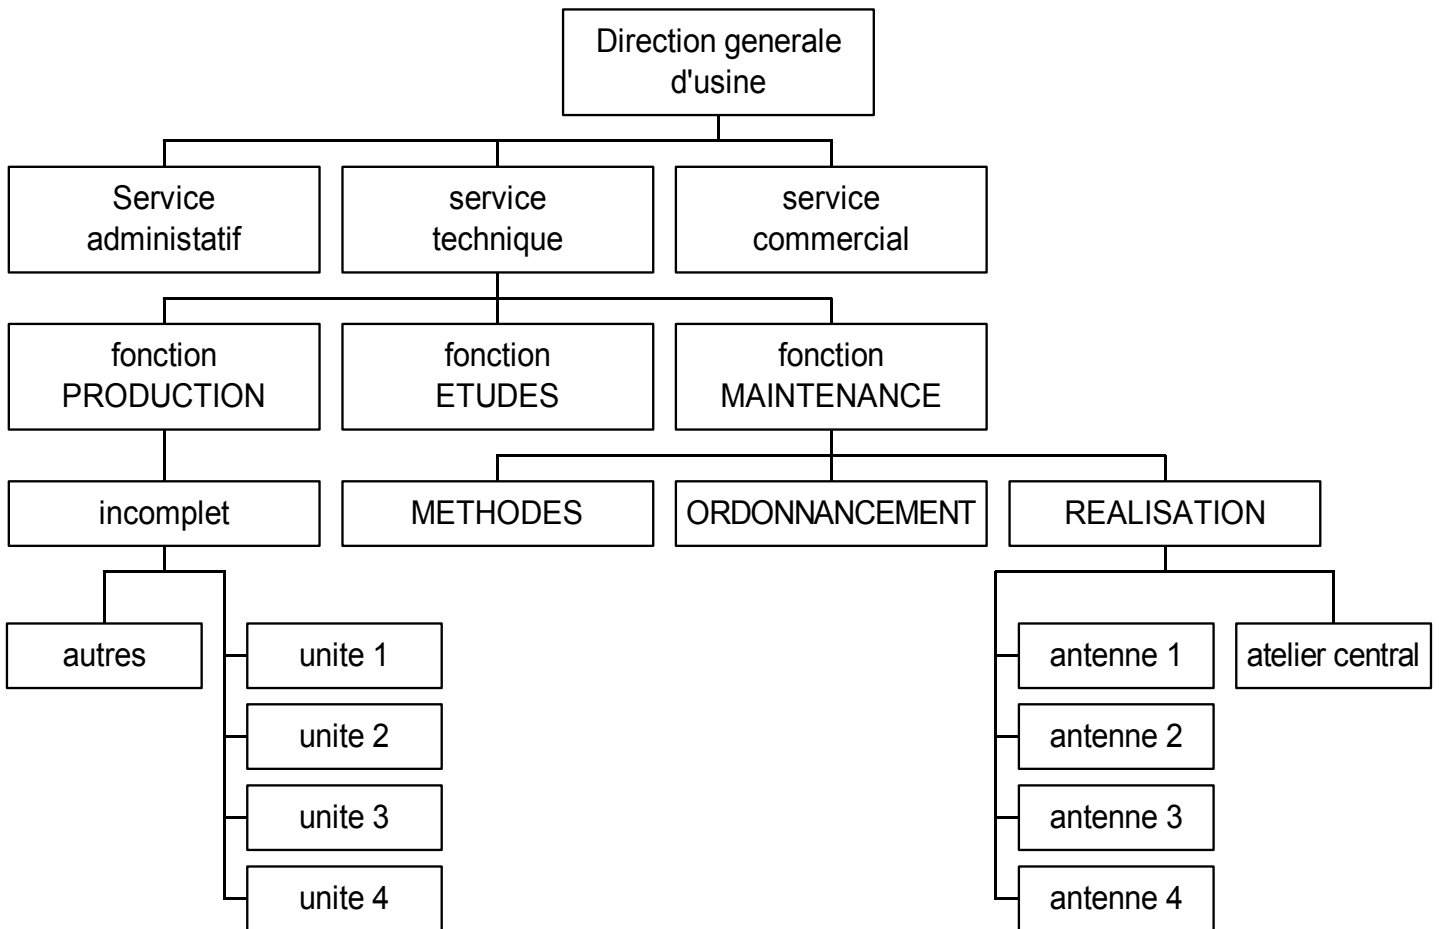 Direction generale
d'usine
Service
administatif
service
technique
service
commercial
fonction
PRODUCTION
fonction
ETUDES
fonction
MAINTENANCE
incomplet
METHODES
ORDONNANCEMENT
REALISATION
autres
unite 1
antenne 1
atelier central
unite 2
antenne 2
unite 3
antenne 3
unite 4
antenne 4